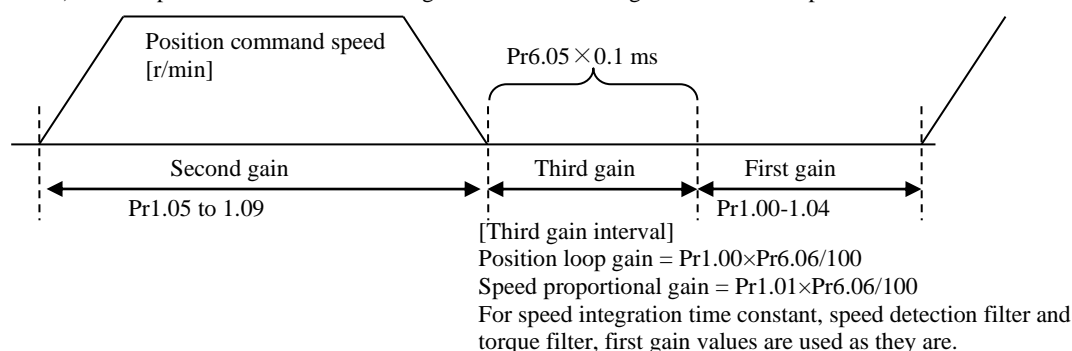 Position command speed
[r/min]
Pr6.05×0.1 ms
Second gain
Third gain
First gain
Pr1.05 to 1.09
Pr1.00-1.04
[Third gain interval]
Position loop gain = Pr1.00×Pr6.06/100
Speed proportional gain = Pr1.01×Pr6.06/100
For speed integration time constant, speed detection filter and
torque filter, first gain values are used as they are.